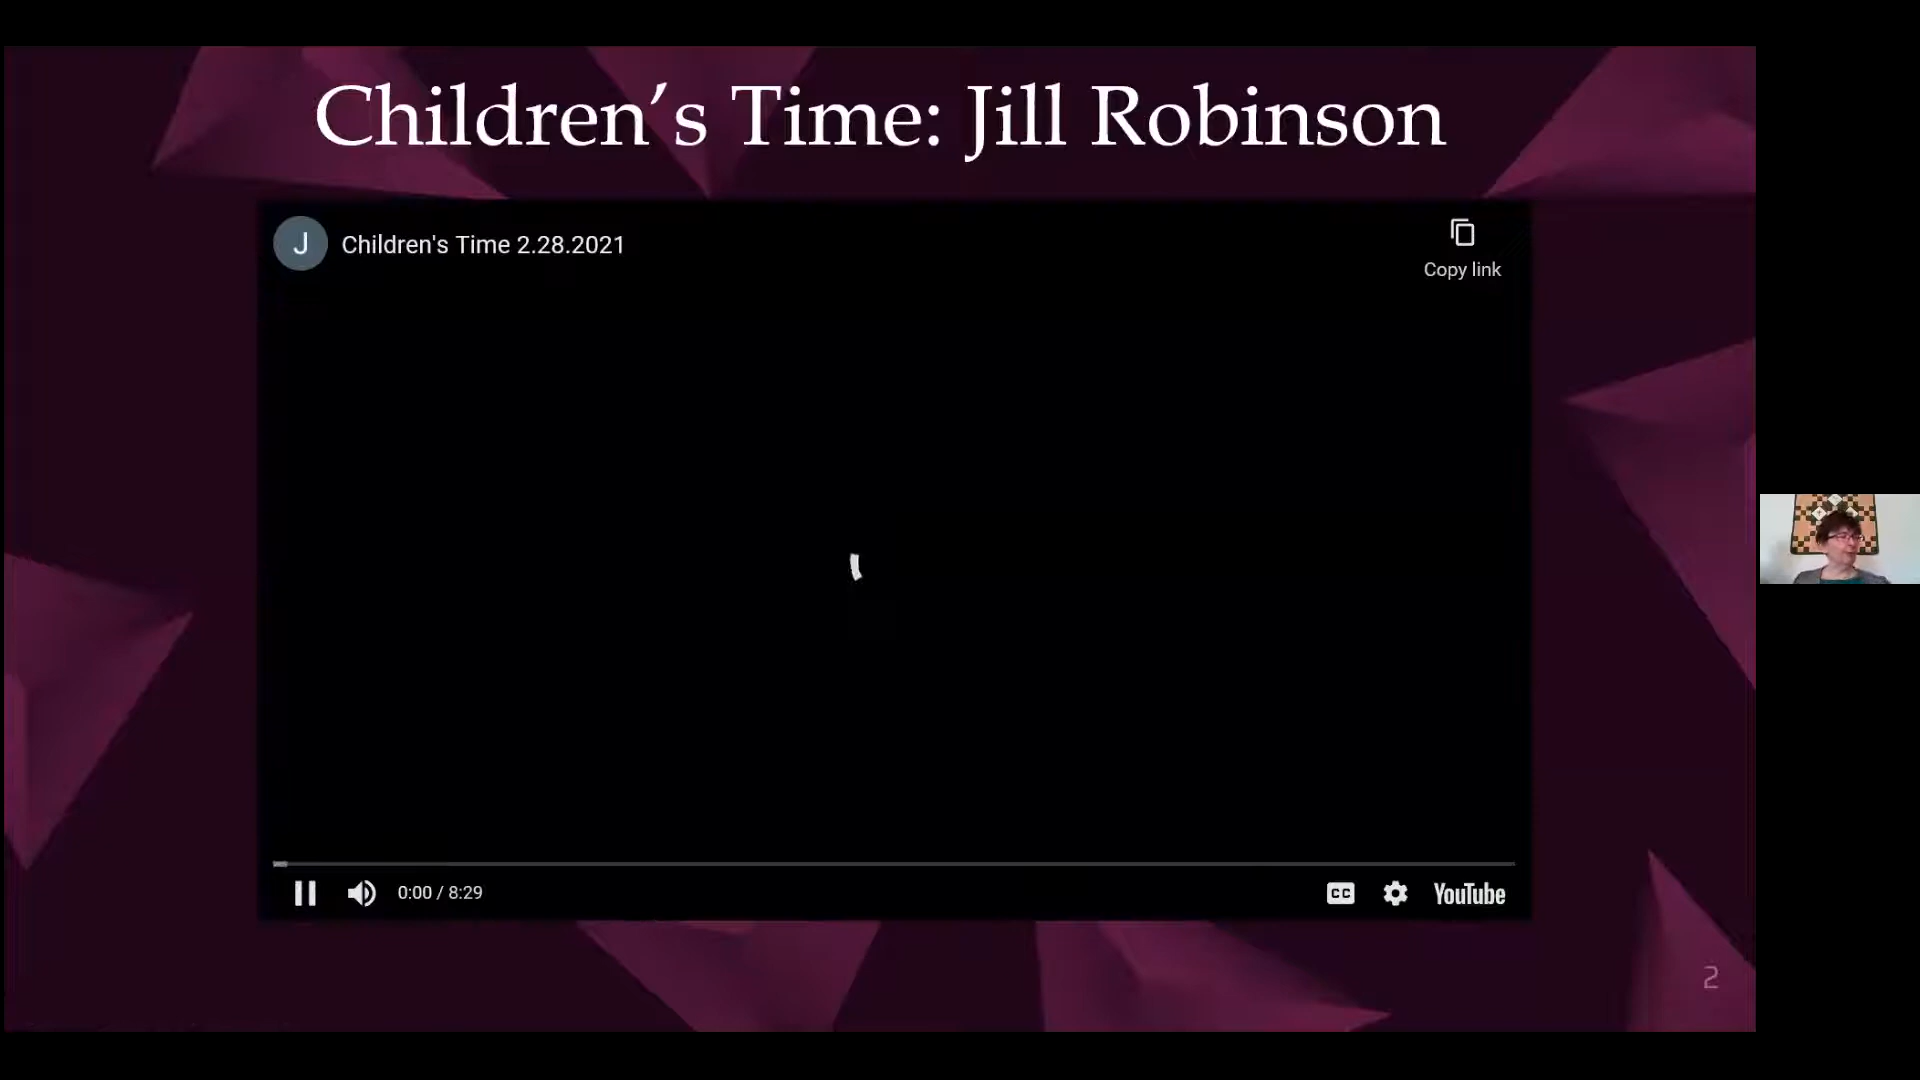 Children’s Time: Jill Robinson
J
Children's Time 2.28.2021
Copy link
0:00 / 8:29
CC
YouTube
2